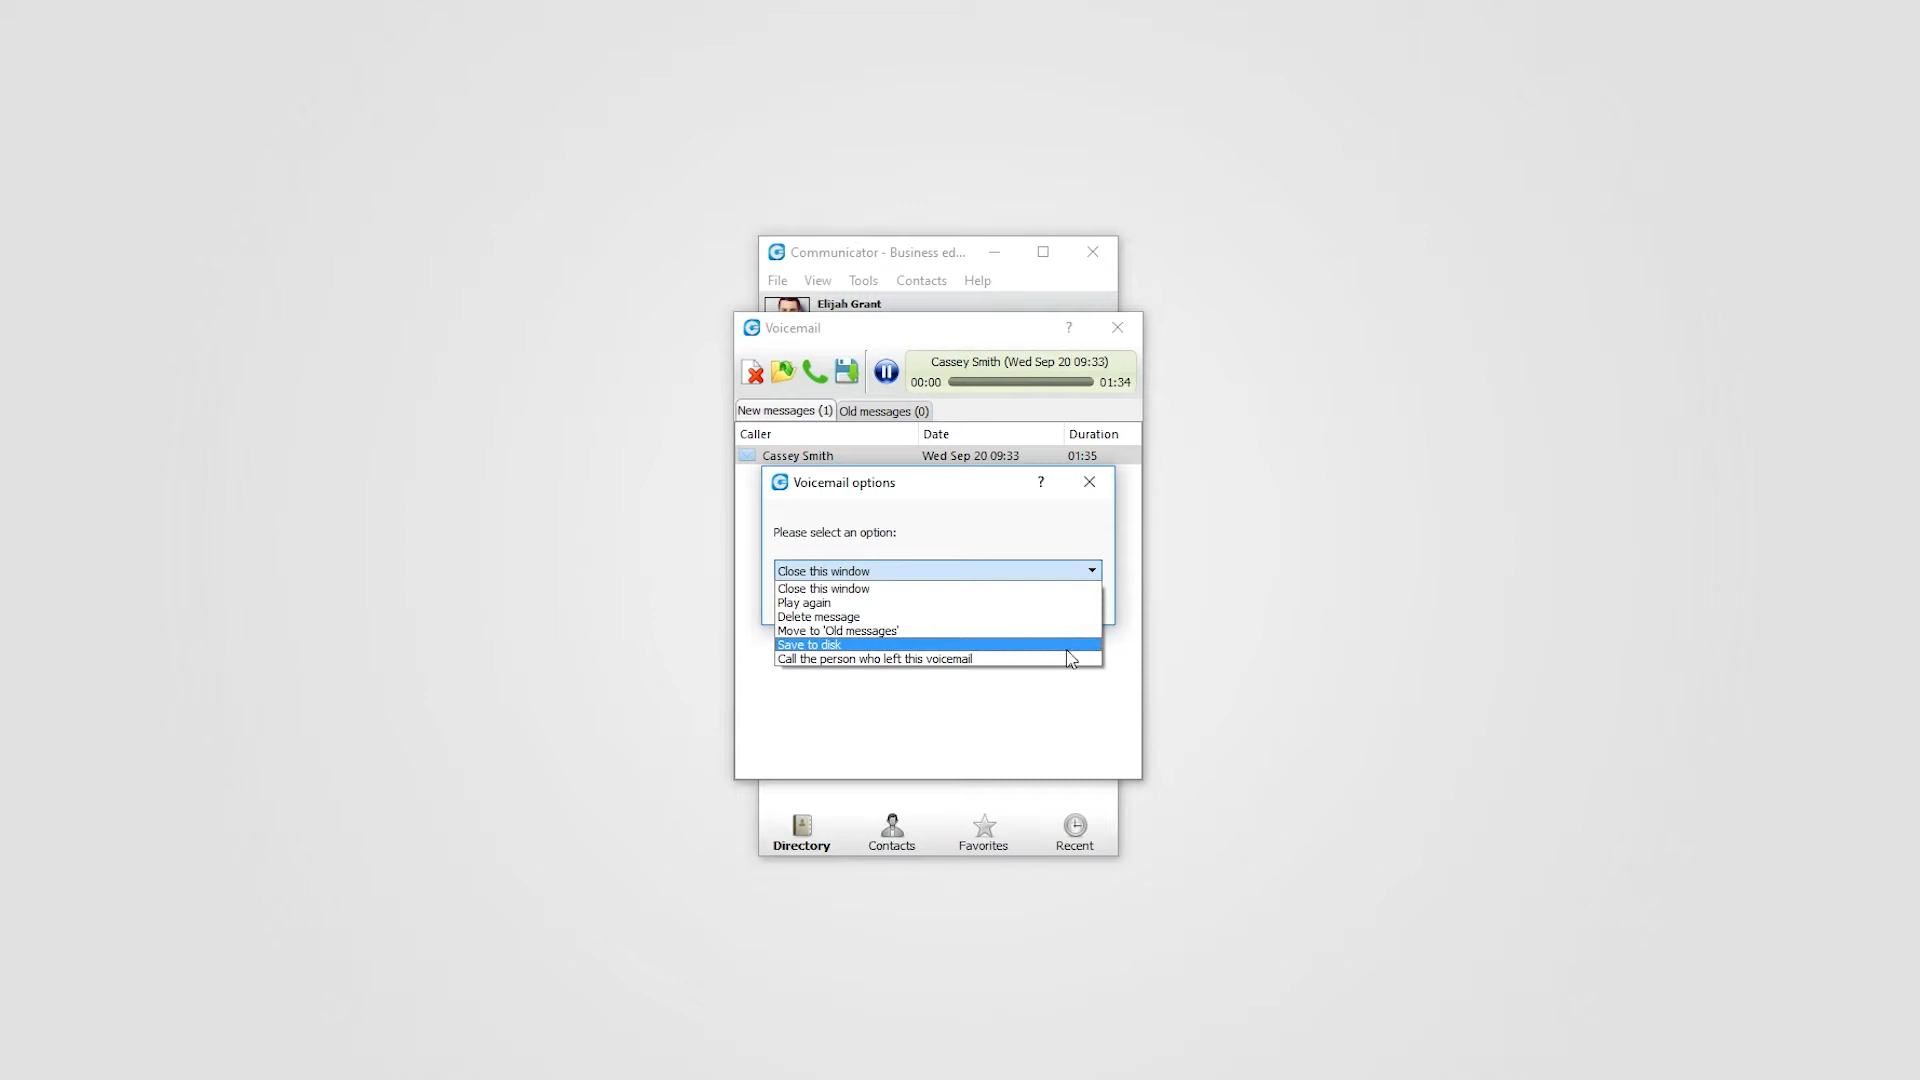 Communicator - Business ed...
File View Tools Contacts Help
Elijah Grant
Voicemail ?
Cassey Smith (Wed Sep 20 09:33)
00:00 01:34
New messages (1) Old messages (0)
Caller Date Duration
Cassey Smith Wed Sep 20 09:33 01:35
Voicemail options ?
Please select an option:
Close this window
Close this window
Play again
Delete message
Move to 'Old messages'
Save to disk
Call the person who left this voicemail
Directory Contacts Favorites Recent